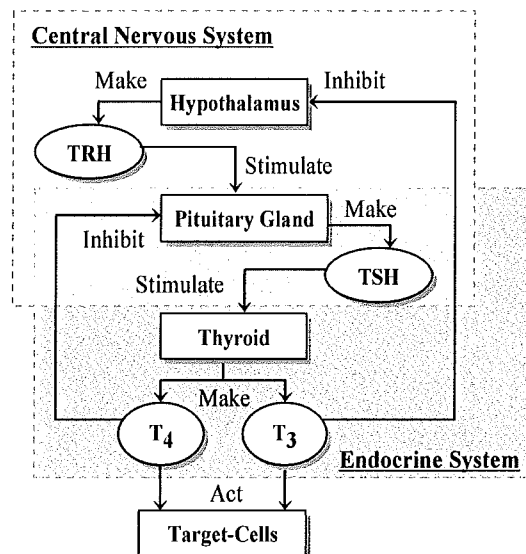 Central Nervous System
Make
Inhibit
Hypothalamus
TRH
Stimulate
Pituitary Gland
Make
Inhibit
TSH
Stimulate
Thyroid
Make
T4
T3
Endocrine System
Act
Target-Cells